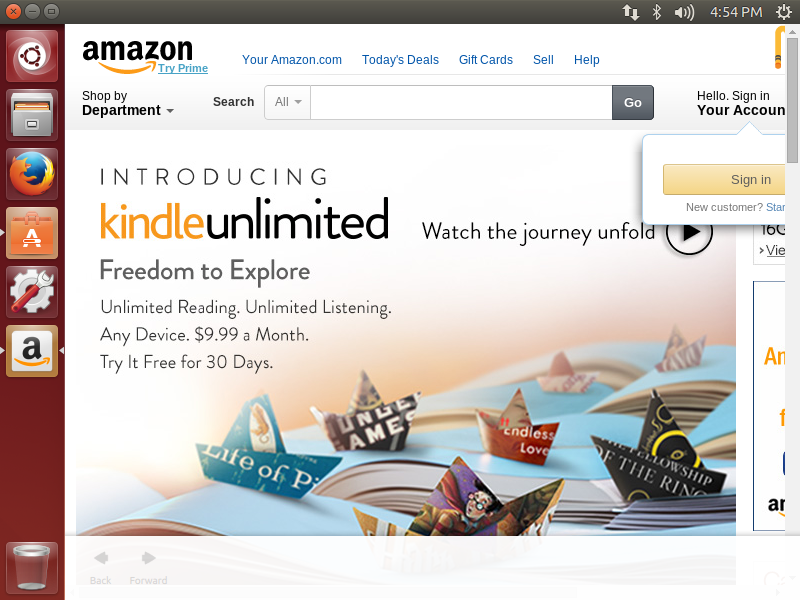 4:54 PM
amazon
Try Prime
Your Amazon.com
Today's Deals
Gift Cards
Sell
Help
Shop by
Department
Search
All
Go
Hello. Sign in
Your Accoun
Sign in
New customer? Star
INTRODUCING
kindleunlimited
Watch the journey unfold
Freedom to Explore
Unlimited Reading. Unlimited Listening.
Any Device. $9.99 a Month.
Try It Free for 30 Days.
16G
›Vie
Am
f
am
a
Life of Pi
UNGE
AMES
Endless
Love
THE FELLOWSHIP
OF THE RING
Back
Forward